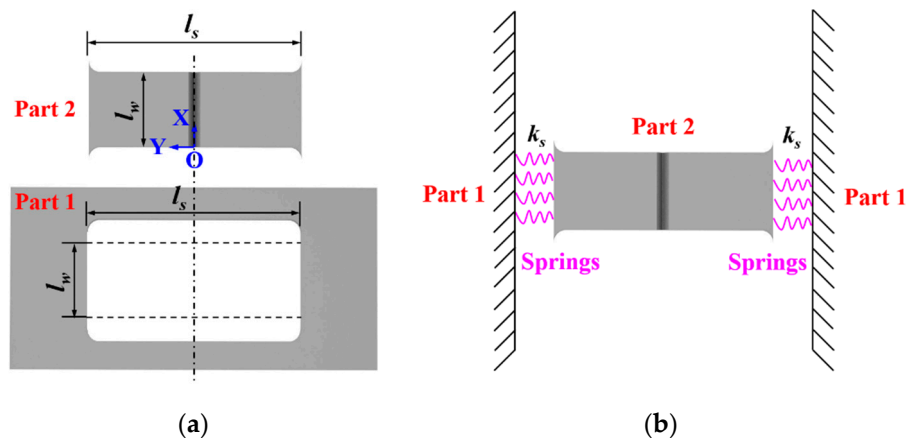 l_s
Part 2
l_w
X
Y
O
Part 1
l_s
l_w
(a)
k_s
Part 2
k_s
Part 1
Part 1
Springs
Springs
(b)